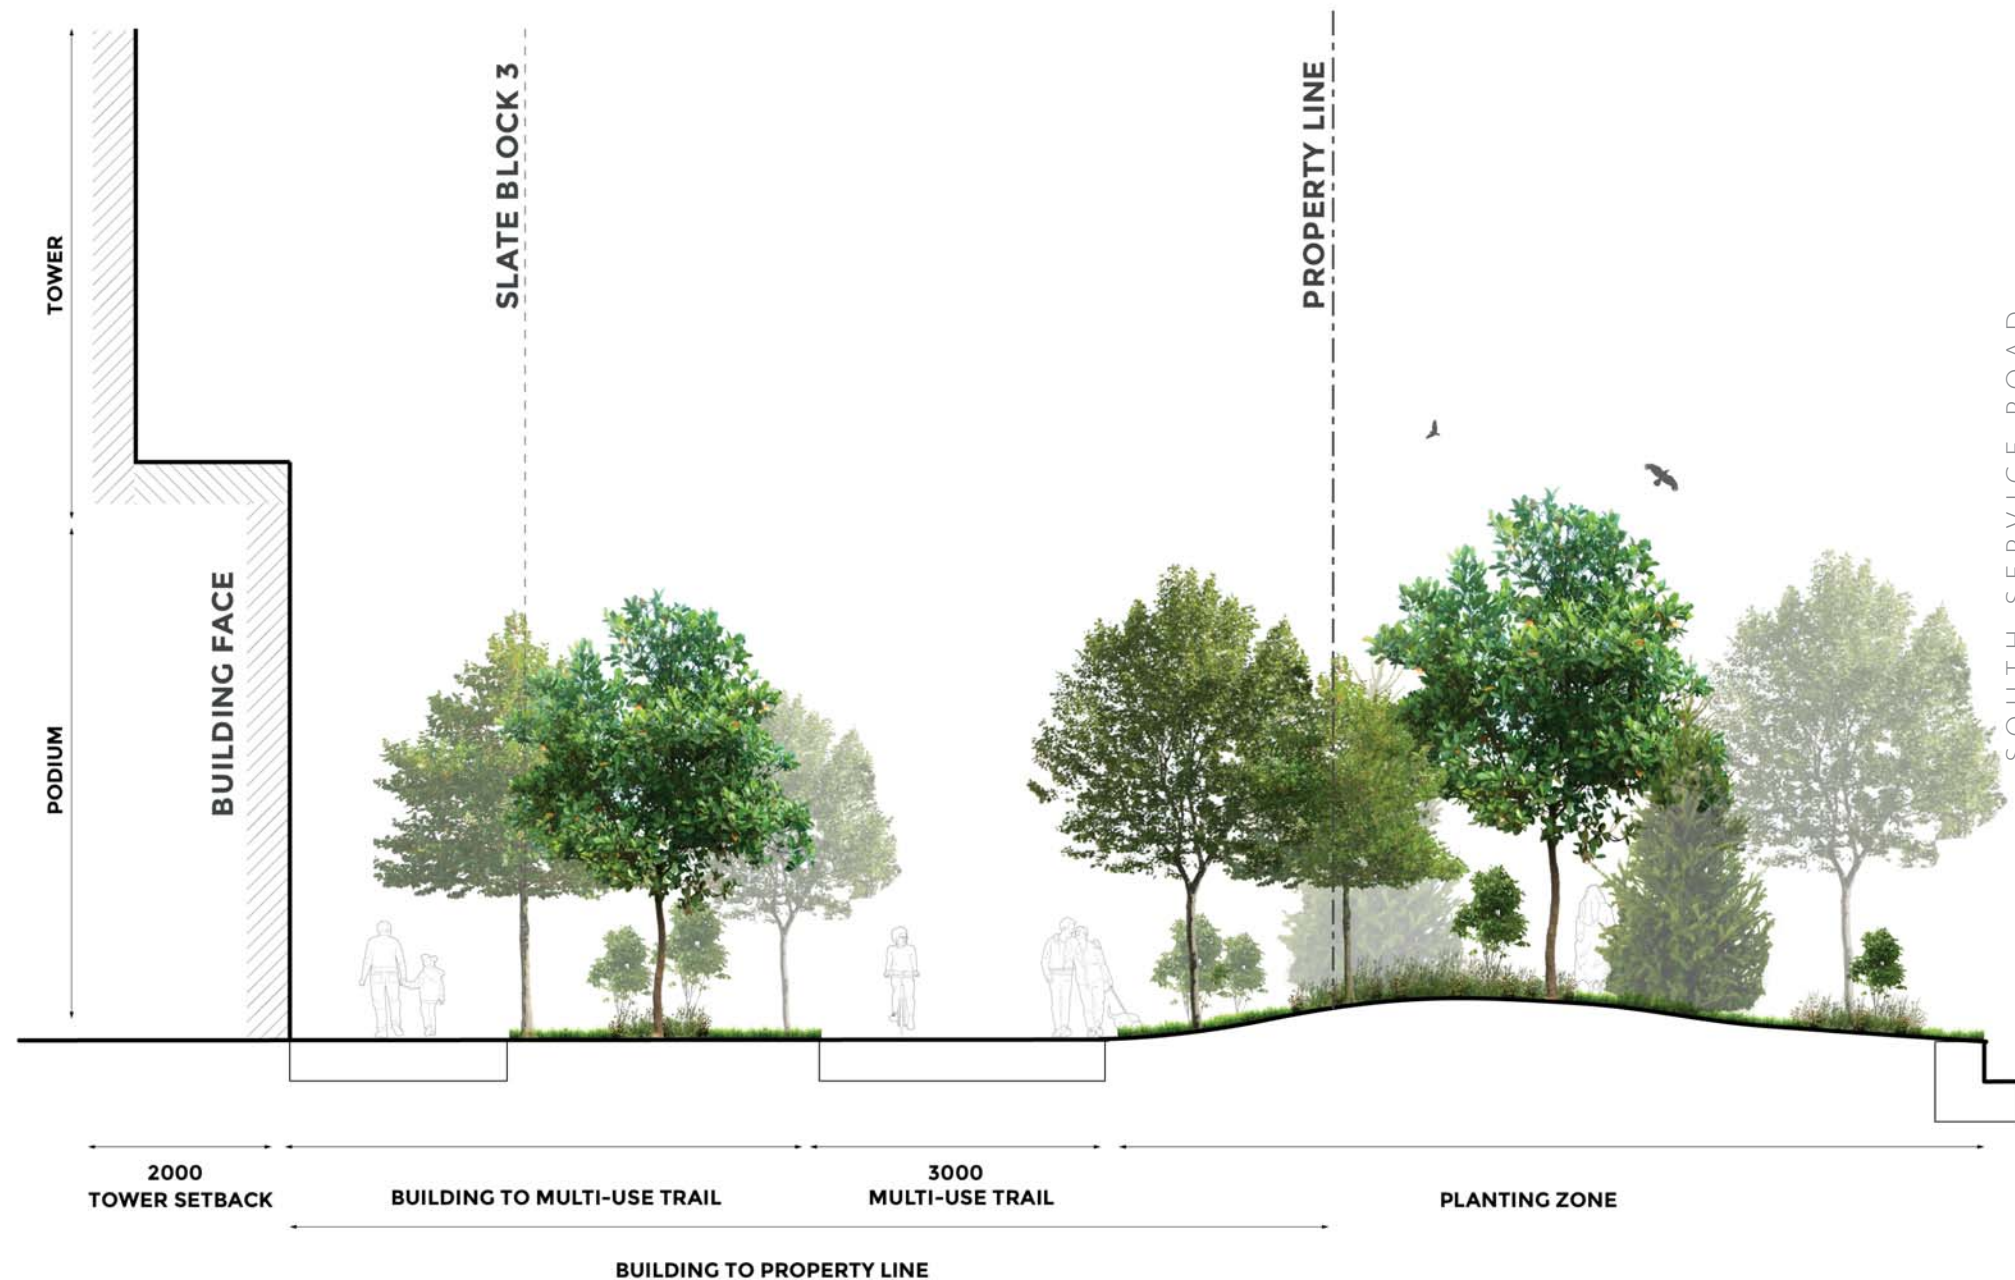 TOWER
PODIUM
BUILDING FACE
SLATE BLOCK 3
PROPERTY LINE
SOUTH SERVICE ROAD
2000
TOWER SETBACK
BUILDING TO MULTI-USE TRAIL
3000
MULTI-USE TRAIL
PLANTING ZONE
BUILDING TO PROPERTY LINE